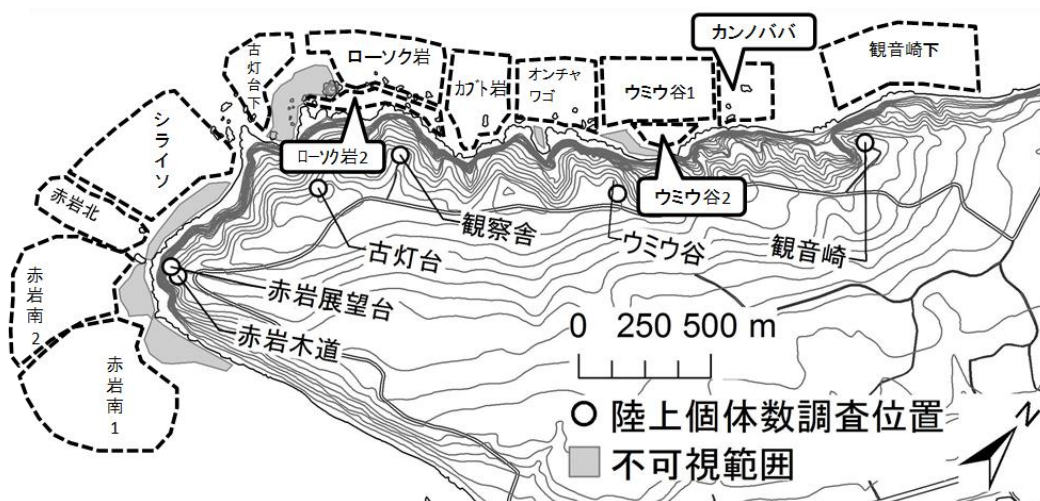 古灯台下
ローソク岩
カブト岩
オンチャ
ワゴ
ウミウ谷1
カンノババ
観音崎下
シライソ
ローソク岩2
ウミウ谷2
赤岩北
観察舎
古灯台
ウミウ谷
観音崎
赤岩南2
赤岩展望台
赤岩木道
赤岩南1
0 250 500 m
陸上個体数調査位置
不可視範囲
N